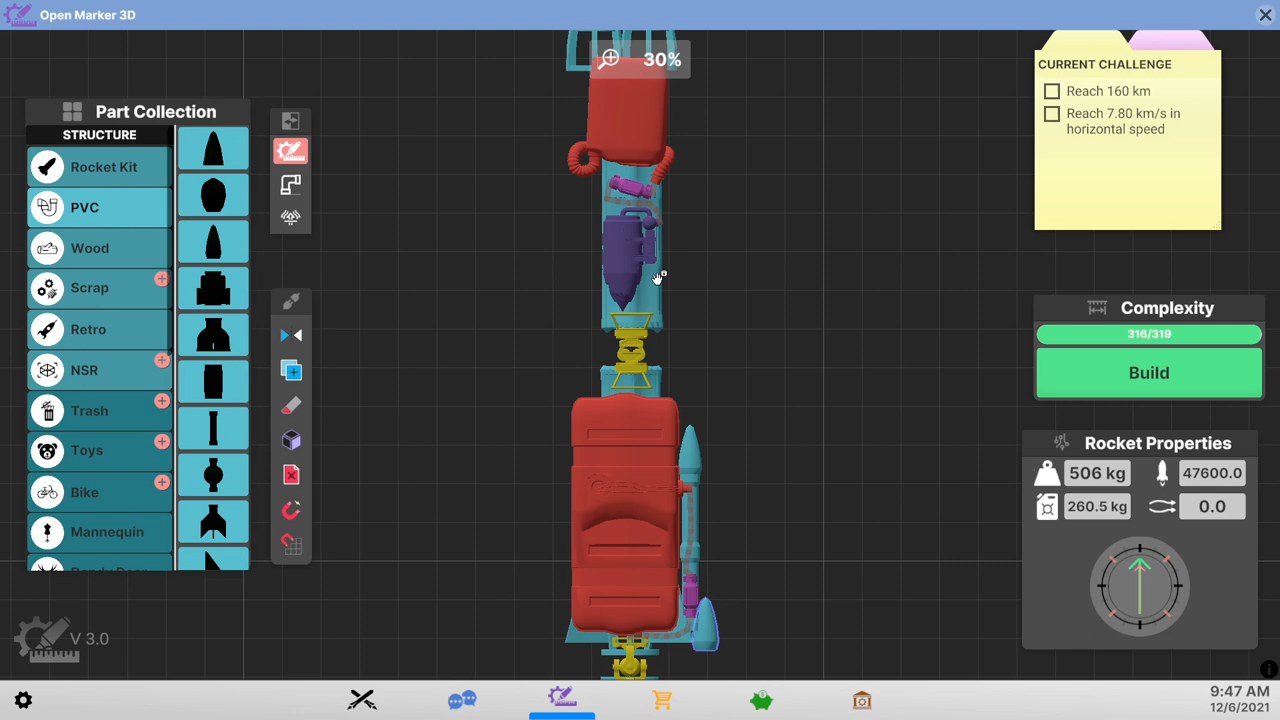 Open Marker 3D
30%
CURRENT CHALLENGE
Reach 160 km
Reach 7.80 km/s in
horizontal speed
Part Collection
STRUCTURE
Rocket Kit
PVC
Wood
Scrap
Retro
NSR
Trash
Toys
Bike
Mannequin
Complexity
316/319
Build
Rocket Properties
506 kg
47600.0
260.5 kg
0.0
V 3.0
9:47 AM
12/6/2021